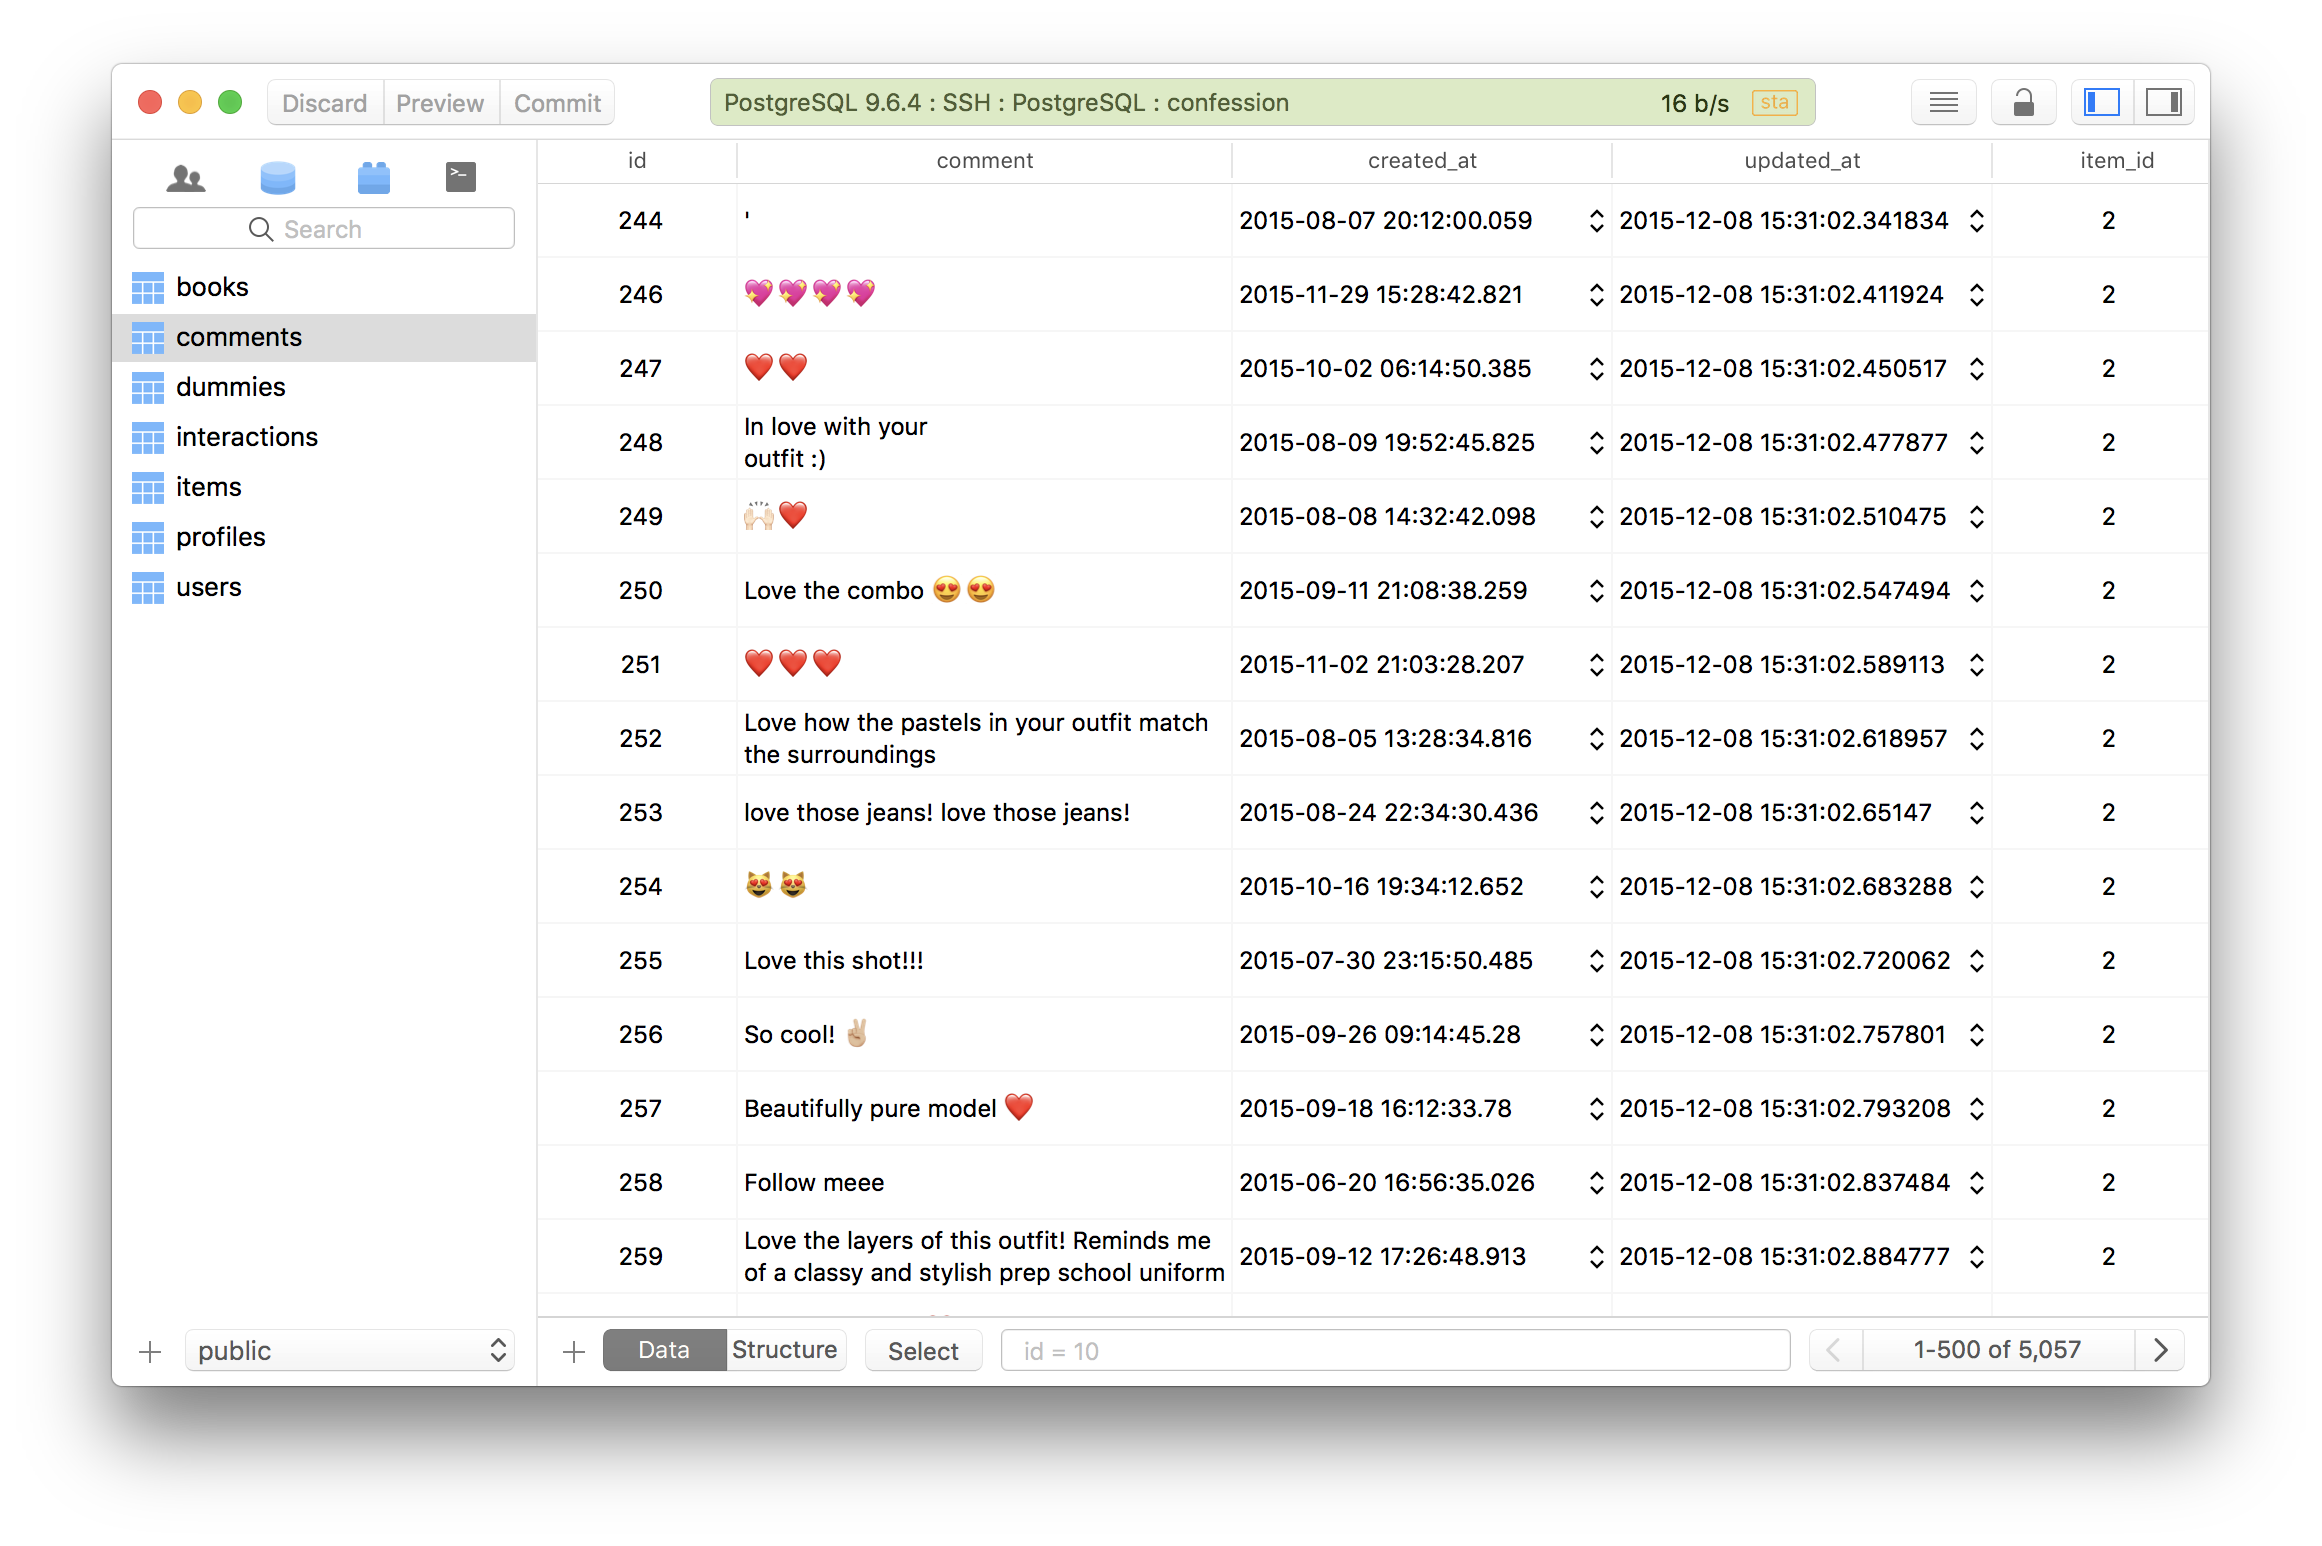 Discard Preview Commit PostgreSQL 9.6.4 : SSH : PostgreSQL : confession 16 b/s sta
Search
books
comments
dummies
interactions
items
profiles
users
public
id comment created_at updated_at item_id
244 ' 2015-08-07 20:12:00.059 2015-12-08 15:31:02.341834 2
246 💖💖💖💖 2015-11-29 15:28:42.821 2015-12-08 15:31:02.411924 2
247 ❤️❤️ 2015-10-02 06:14:50.385 2015-12-08 15:31:02.450517 2
248 In love with your
outfit :) 2015-08-09 19:52:45.825 2015-12-08 15:31:02.477877 2
249 🙌🏻❤️ 2015-08-08 14:32:42.098 2015-12-08 15:31:02.510475 2
250 Love the combo 😍😍 2015-09-11 21:08:38.259 2015-12-08 15:31:02.547494 2
251 ❤️❤️❤️ 2015-11-02 21:03:28.207 2015-12-08 15:31:02.589113 2
252 Love how the pastels in your outfit match
the surroundings 2015-08-05 13:28:34.816 2015-12-08 15:31:02.618957 2
253 love those jeans! love those jeans! 2015-08-24 22:34:30.436 2015-12-08 15:31:02.65147 2
254 😻😻 2015-10-16 19:34:12.652 2015-12-08 15:31:02.683288 2
255 Love this shot!!! 2015-07-30 23:15:50.485 2015-12-08 15:31:02.720062 2
256 So cool! ✌🏼 2015-09-26 09:14:45.28 2015-12-08 15:31:02.757801 2
257 Beautifully pure model ❤️ 2015-09-18 16:12:33.78 2015-12-08 15:31:02.793208 2
258 Follow meee 2015-06-20 16:56:35.026 2015-12-08 15:31:02.837484 2
259 Love the layers of this outfit! Reminds me
of a classy and stylish prep school uniform 2015-09-12 17:26:48.913 2015-12-08 15:31:02.884777 2
Data Structure Select id = 10 1-500 of 5,057